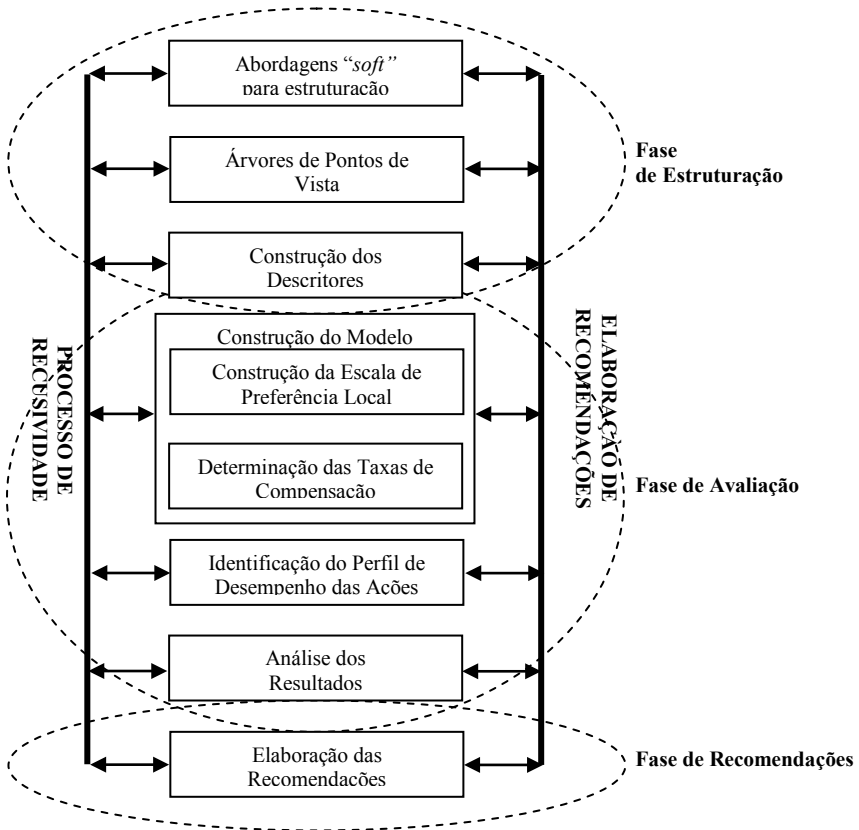 Abordagens “soft”
para estruturação
Árvores de Pontos de
Vista
Fase
de Estruturação
Construção dos
Descritores
PROCESSO DE
RECUSIVIDADE
Construção do Modelo
Construção da Escala de
Preferência Local
Determinação das Taxas de
Compensação
ELABORAÇÃO DE
RECOMENDAÇÕES
Fase de Avaliação
Identificação do Perfil de
Desempenho das Ações
Análise dos
Resultados
Elaboração das
Recomendações
Fase de Recomendações